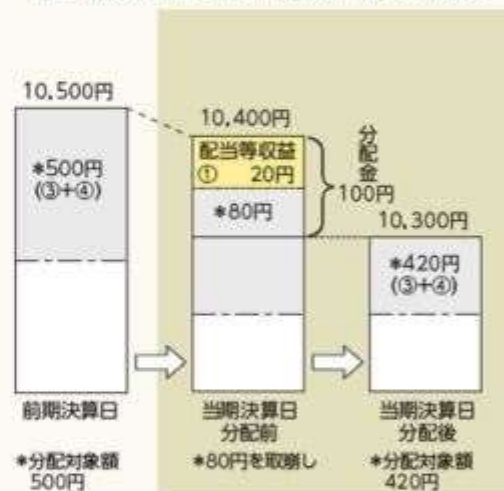 10,500円
*500円
(③+④)
前期決算日
*分配対象額
500円
10,400円
配当等収益
① 20円
*80円
分配金
100円
当期決算日
分配前
*80円を取崩し
10,300円
*420円
(③+④)
当期決算日
分配後
*分配対象額
420円